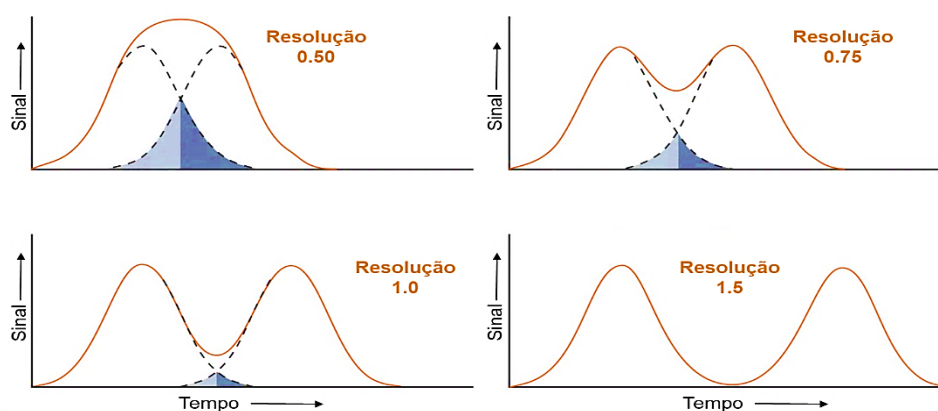 Sinal
Resolução
0.50
Sinal
Resolução
0.75
Sinal
Resolução
1.0
Tempo
Sinal
Resolução
1.5
Tempo